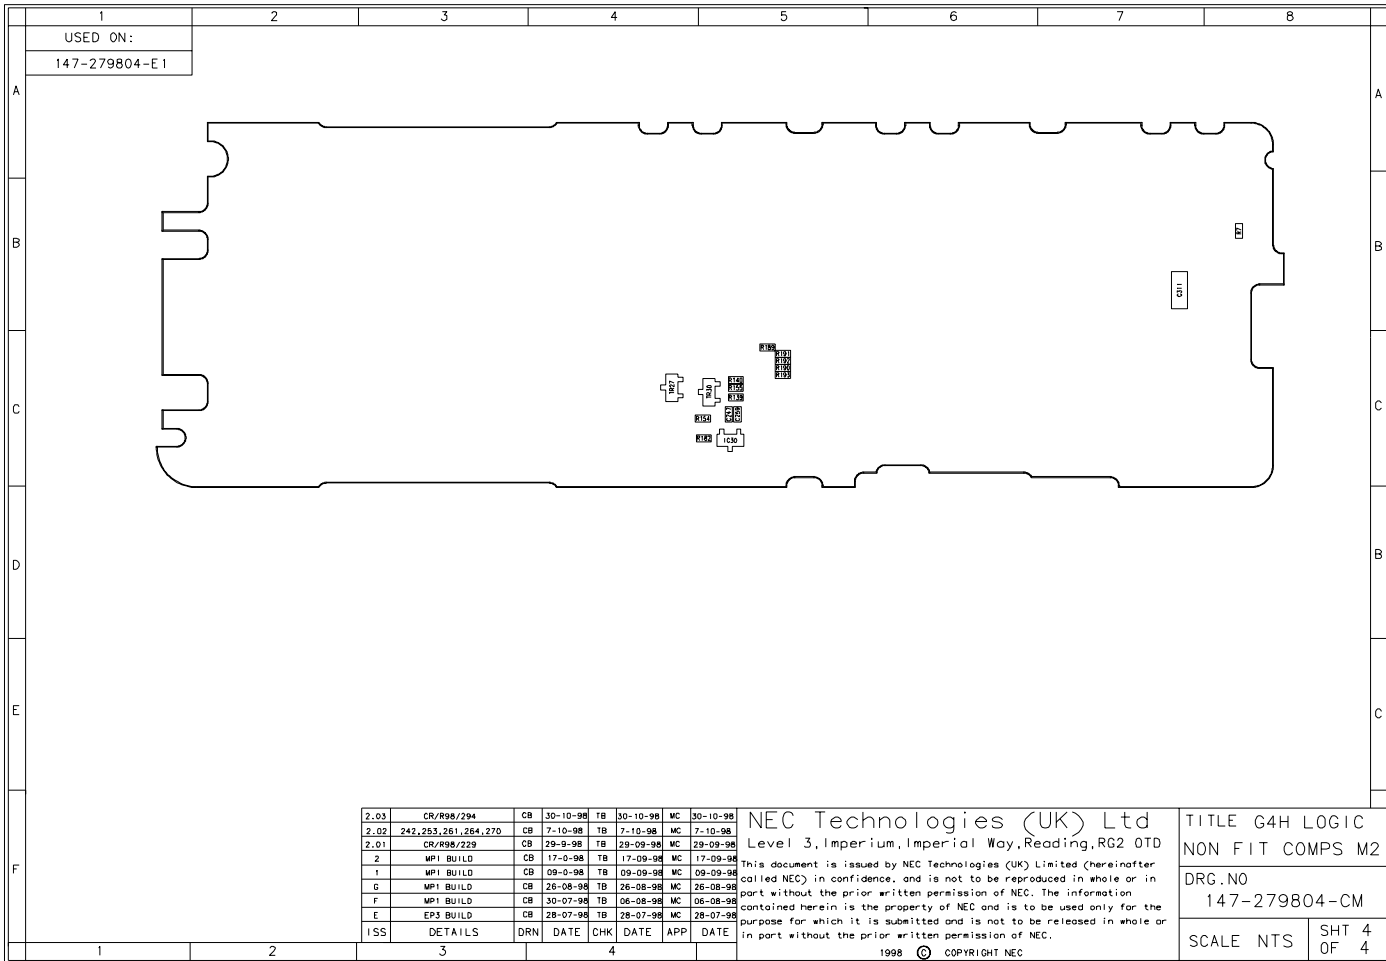 1 2 3 4 5 6 7 8
USED ON:
147-279804-E1
A A
B B
C C
D B
E C
F
R7
C311
R189
R191
R192
R190
R193
TR27
TR30
R140
R155
R139
C247
C259
R154
R182
IC30
2.03 CR/R98/294 CB 30-10-98 TB 30-10-98 MC 30-10-98
2.02 242,253,261,264,270 CB 7-10-98 TB 7-10-98 MC 7-10-98
2.01 CR/R98/229 CB 29-9-98 TB 29-09-98 MC 29-09-98
2 MP1 BUILD CB 17-0-98 TB 17-09-98 MC 17-09-98
1 MP1 BUILD CB 09-0-98 TB 09-09-98 MC 09-09-98
G MP1 BUILD CB 26-08-98 TB 26-08-98 MC 26-08-98
F MP1 BUILD CB 30-07-98 TB 06-08-98 MC 06-08-98
E EP3 BUILD CB 28-07-98 TB 28-07-98 MC 28-07-98
ISS DETAILS DRN DATE CHK DATE APP DATE
NEC Technologies (UK) Ltd
Level 3,Imperium,Imperial Way,Reading,RG2 0TD
This document is issued by NEC Technologies (UK) Limited (hereinafter
called NEC) in confidence, and is not to be reproduced in whole or in
part without the prior written permission of NEC. The information
contained herein is the property of NEC and is to be used only for the
purpose for which it is submitted and is not to be released in whole or
in part without the prior written permission of NEC.
1998 © COPYRIGHT NEC
TITLE G4H LOGIC
NON FIT COMPS M2
DRG.NO
147-279804-CM
SCALE NTS
SHT 4
OF 4
1 2 3 4